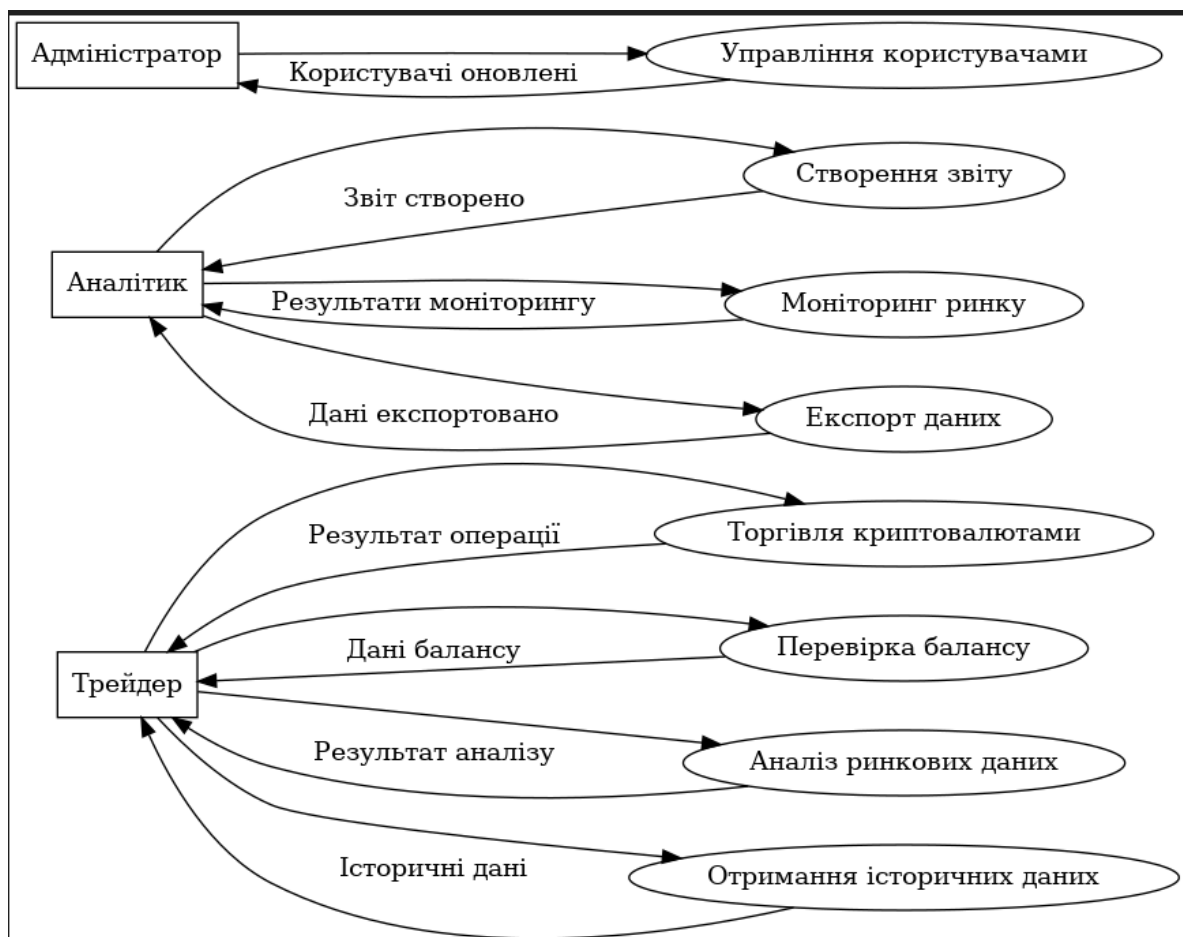 Адміністратор
Управління користувачами
Користувачі оновлені
Створення звіту
Звіт створено
Аналітик
Результати моніторингу
Моніторинг ринку
Дані експортовано
Експорт даних
Результат операції
Торгівля криптовалютами
Дані балансу
Перевірка балансу
Трейдер
Результат аналізу
Аналіз ринкових даних
Історичні дані
Отримання історичних даних